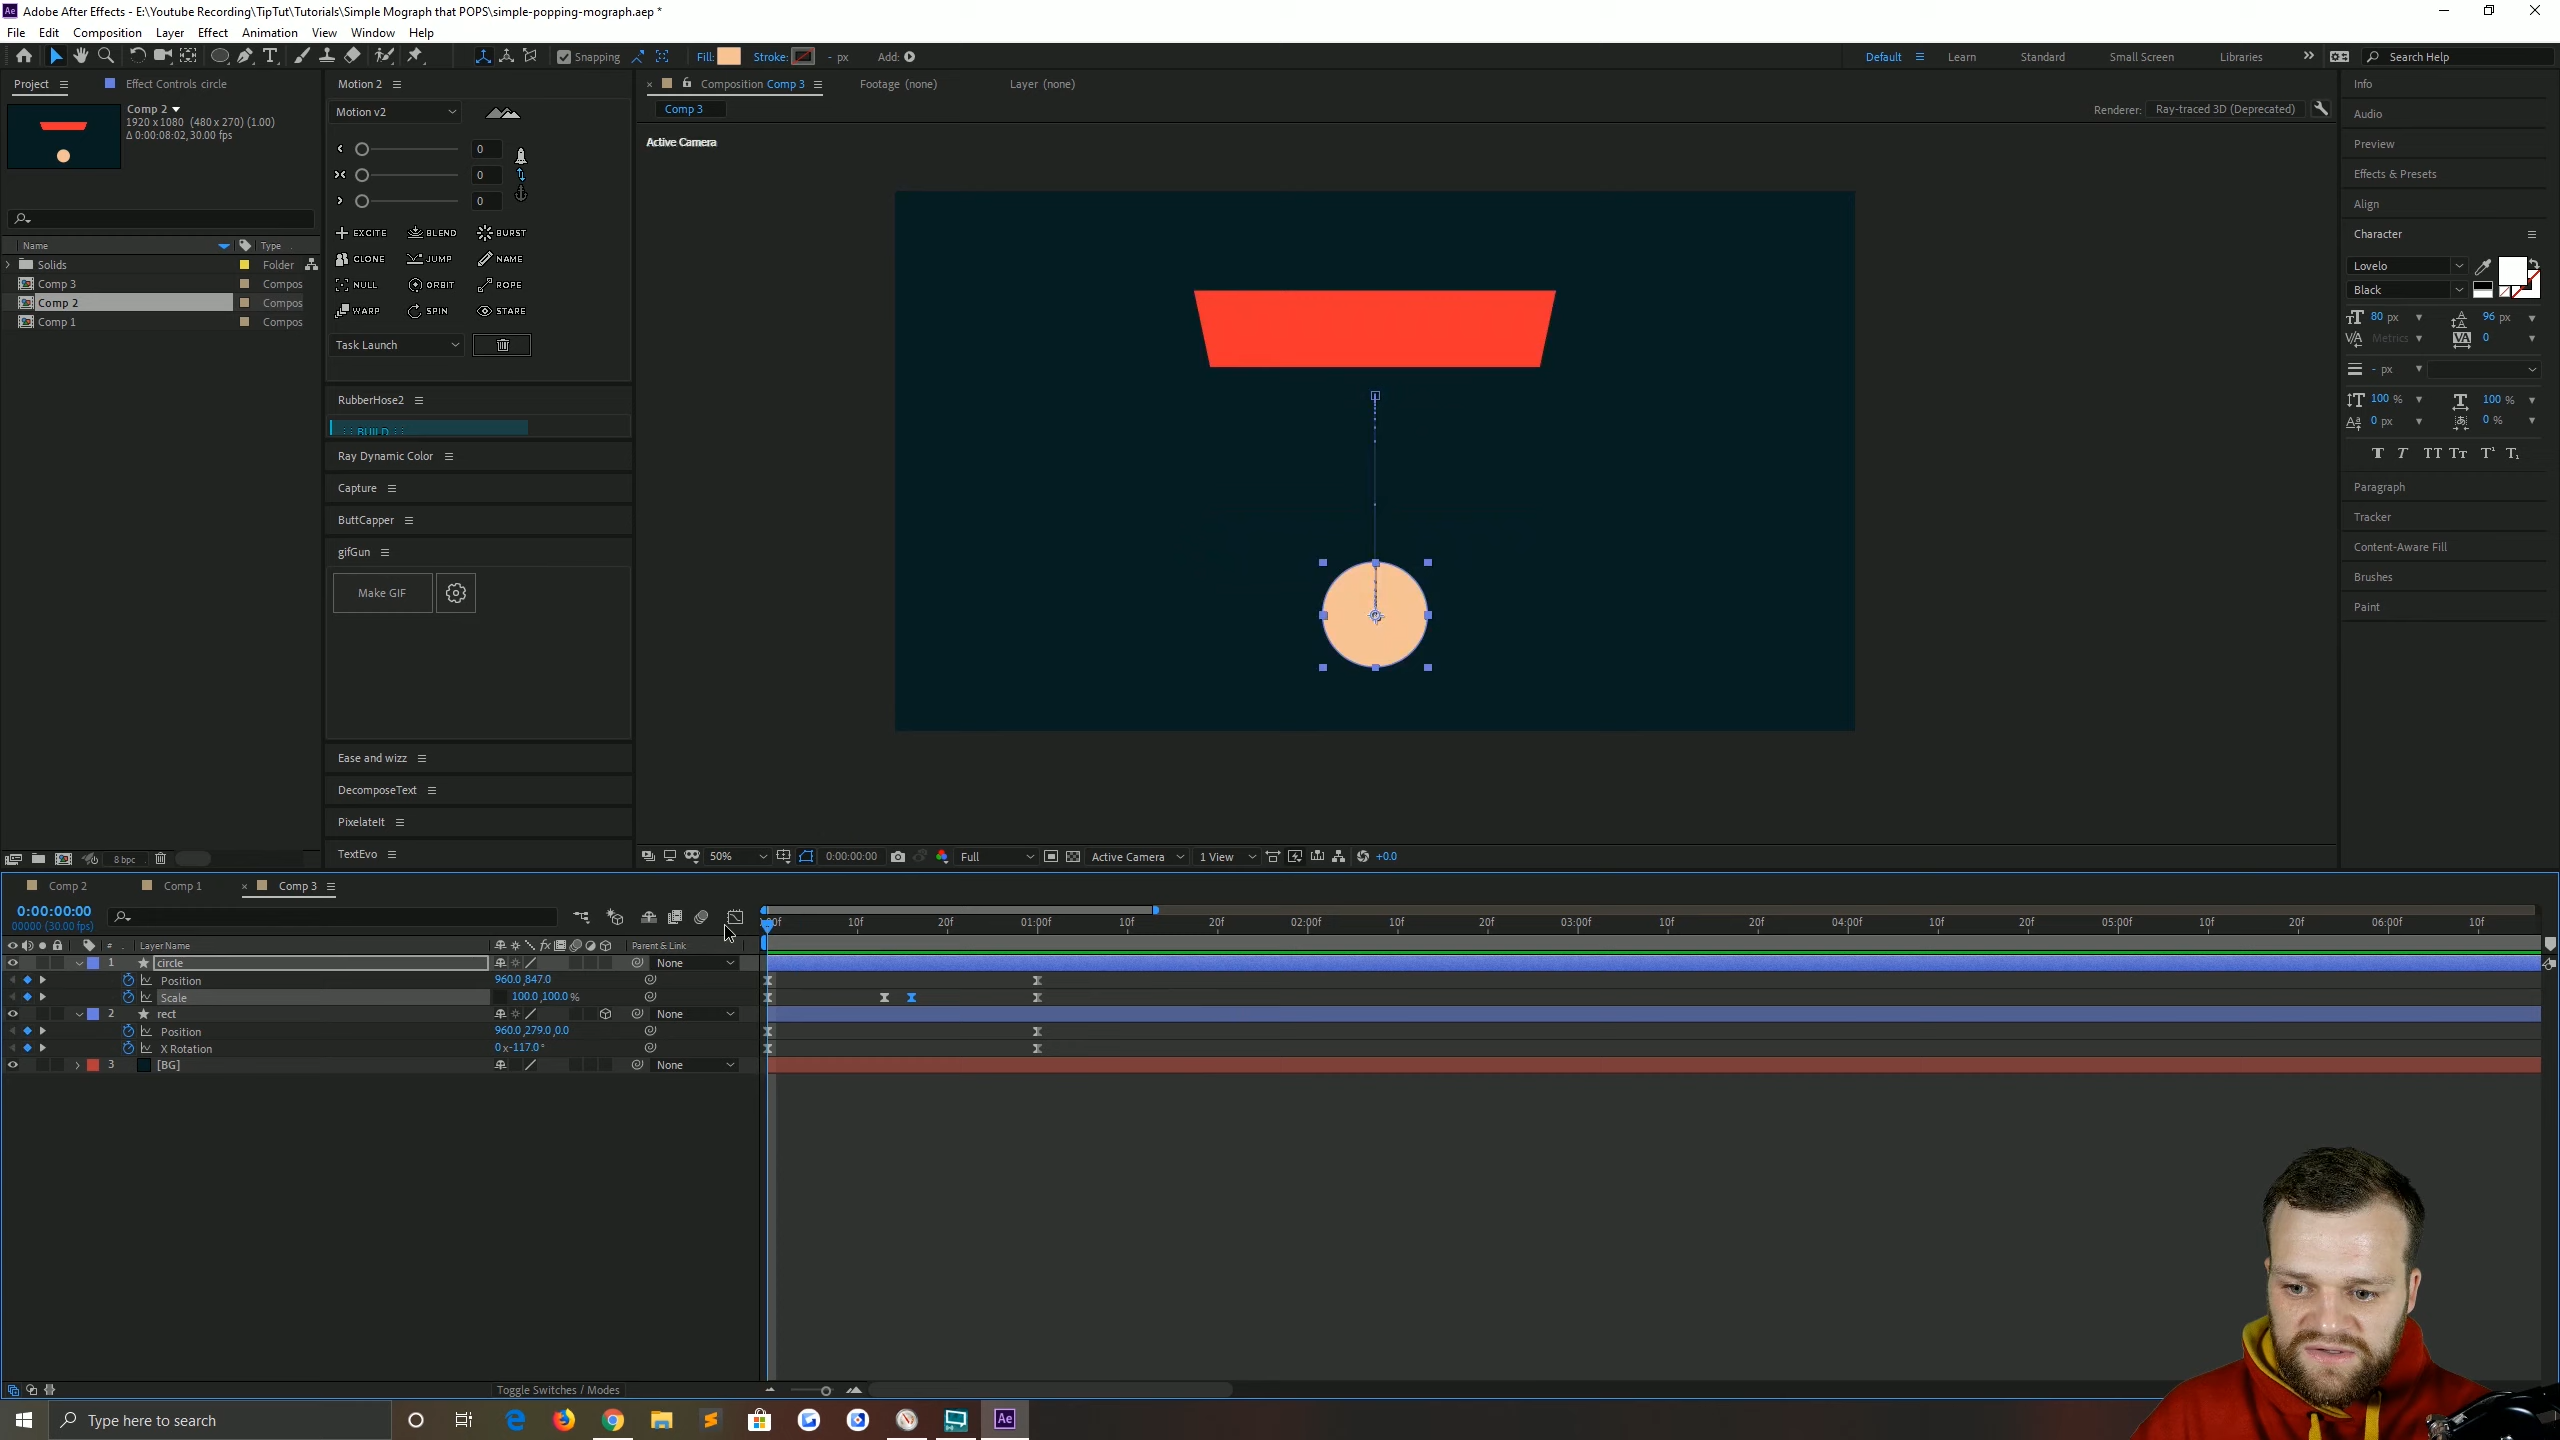 Adobe After Effects - E:\Youtube Recording\TipTut\Tutorials\Simple Mograph that POPS\simple-popping-mograph.aep *
File Edit Composition Layer Effect Animation View Window Help
Snapping Fill: Stroke: - px Add: Default Learn Standard Small Screen Libraries Search Help
Project Effect Controls circle
Comp 2
1920 x 1080 (480 x 270) (1.00)
Δ 0:00:08:02, 30.00 fps
Name Type
Solids Folder
Comp 3 Compos
Comp 2 Compos
Comp 1 Compos
8 bpc
Motion 2
Motion v2
0
0
0
EXCITE BLEND BURST
CLONE JUMP NAME
NULL ORBIT ROPE
WARP SPIN STARE
Task Launch
RubberHose2
:: BUILD ::
Ray Dynamic Color
Capture
ButtCapper
gifGun
Make GIF
Ease and wizz
DecomposeText
PixelateIt
TextEvo
Composition Comp 3 Footage (none) Layer (none)
Comp 3
Renderer: Ray-traced 3D (Deprecated)
Active Camera
50% 0:00:00:00 Full Active Camera 1 View +0.0
Info
Audio
Preview
Effects & Presets
Align
Character
Lovelo
Black
80 px 96 px
Metrics 0
- px
100 % 100 %
0 px 0 %
T T TT Tt T¹ T₁
Paragraph
Tracker
Content-Aware Fill
Brushes
Paint
Comp 2 Comp 1 Comp 3
0:00:00:00
00000 (30.00 fps)
:00f 10f 20f 01:00f 10f 20f 02:00f 10f 20f 03:00f 10f 20f 04:00f 10f 20f 05:00f 10f 20f 06:00f 10f
# Layer Name Parent & Link
1 circle None
Position 960.0,847.0
Scale 100.0,100.0%
2 rect None
Position 960.0,279.0,0.0
X Rotation 0x-117.0°
3 [BG] None
Toggle Switches / Modes
Type here to search
Ae